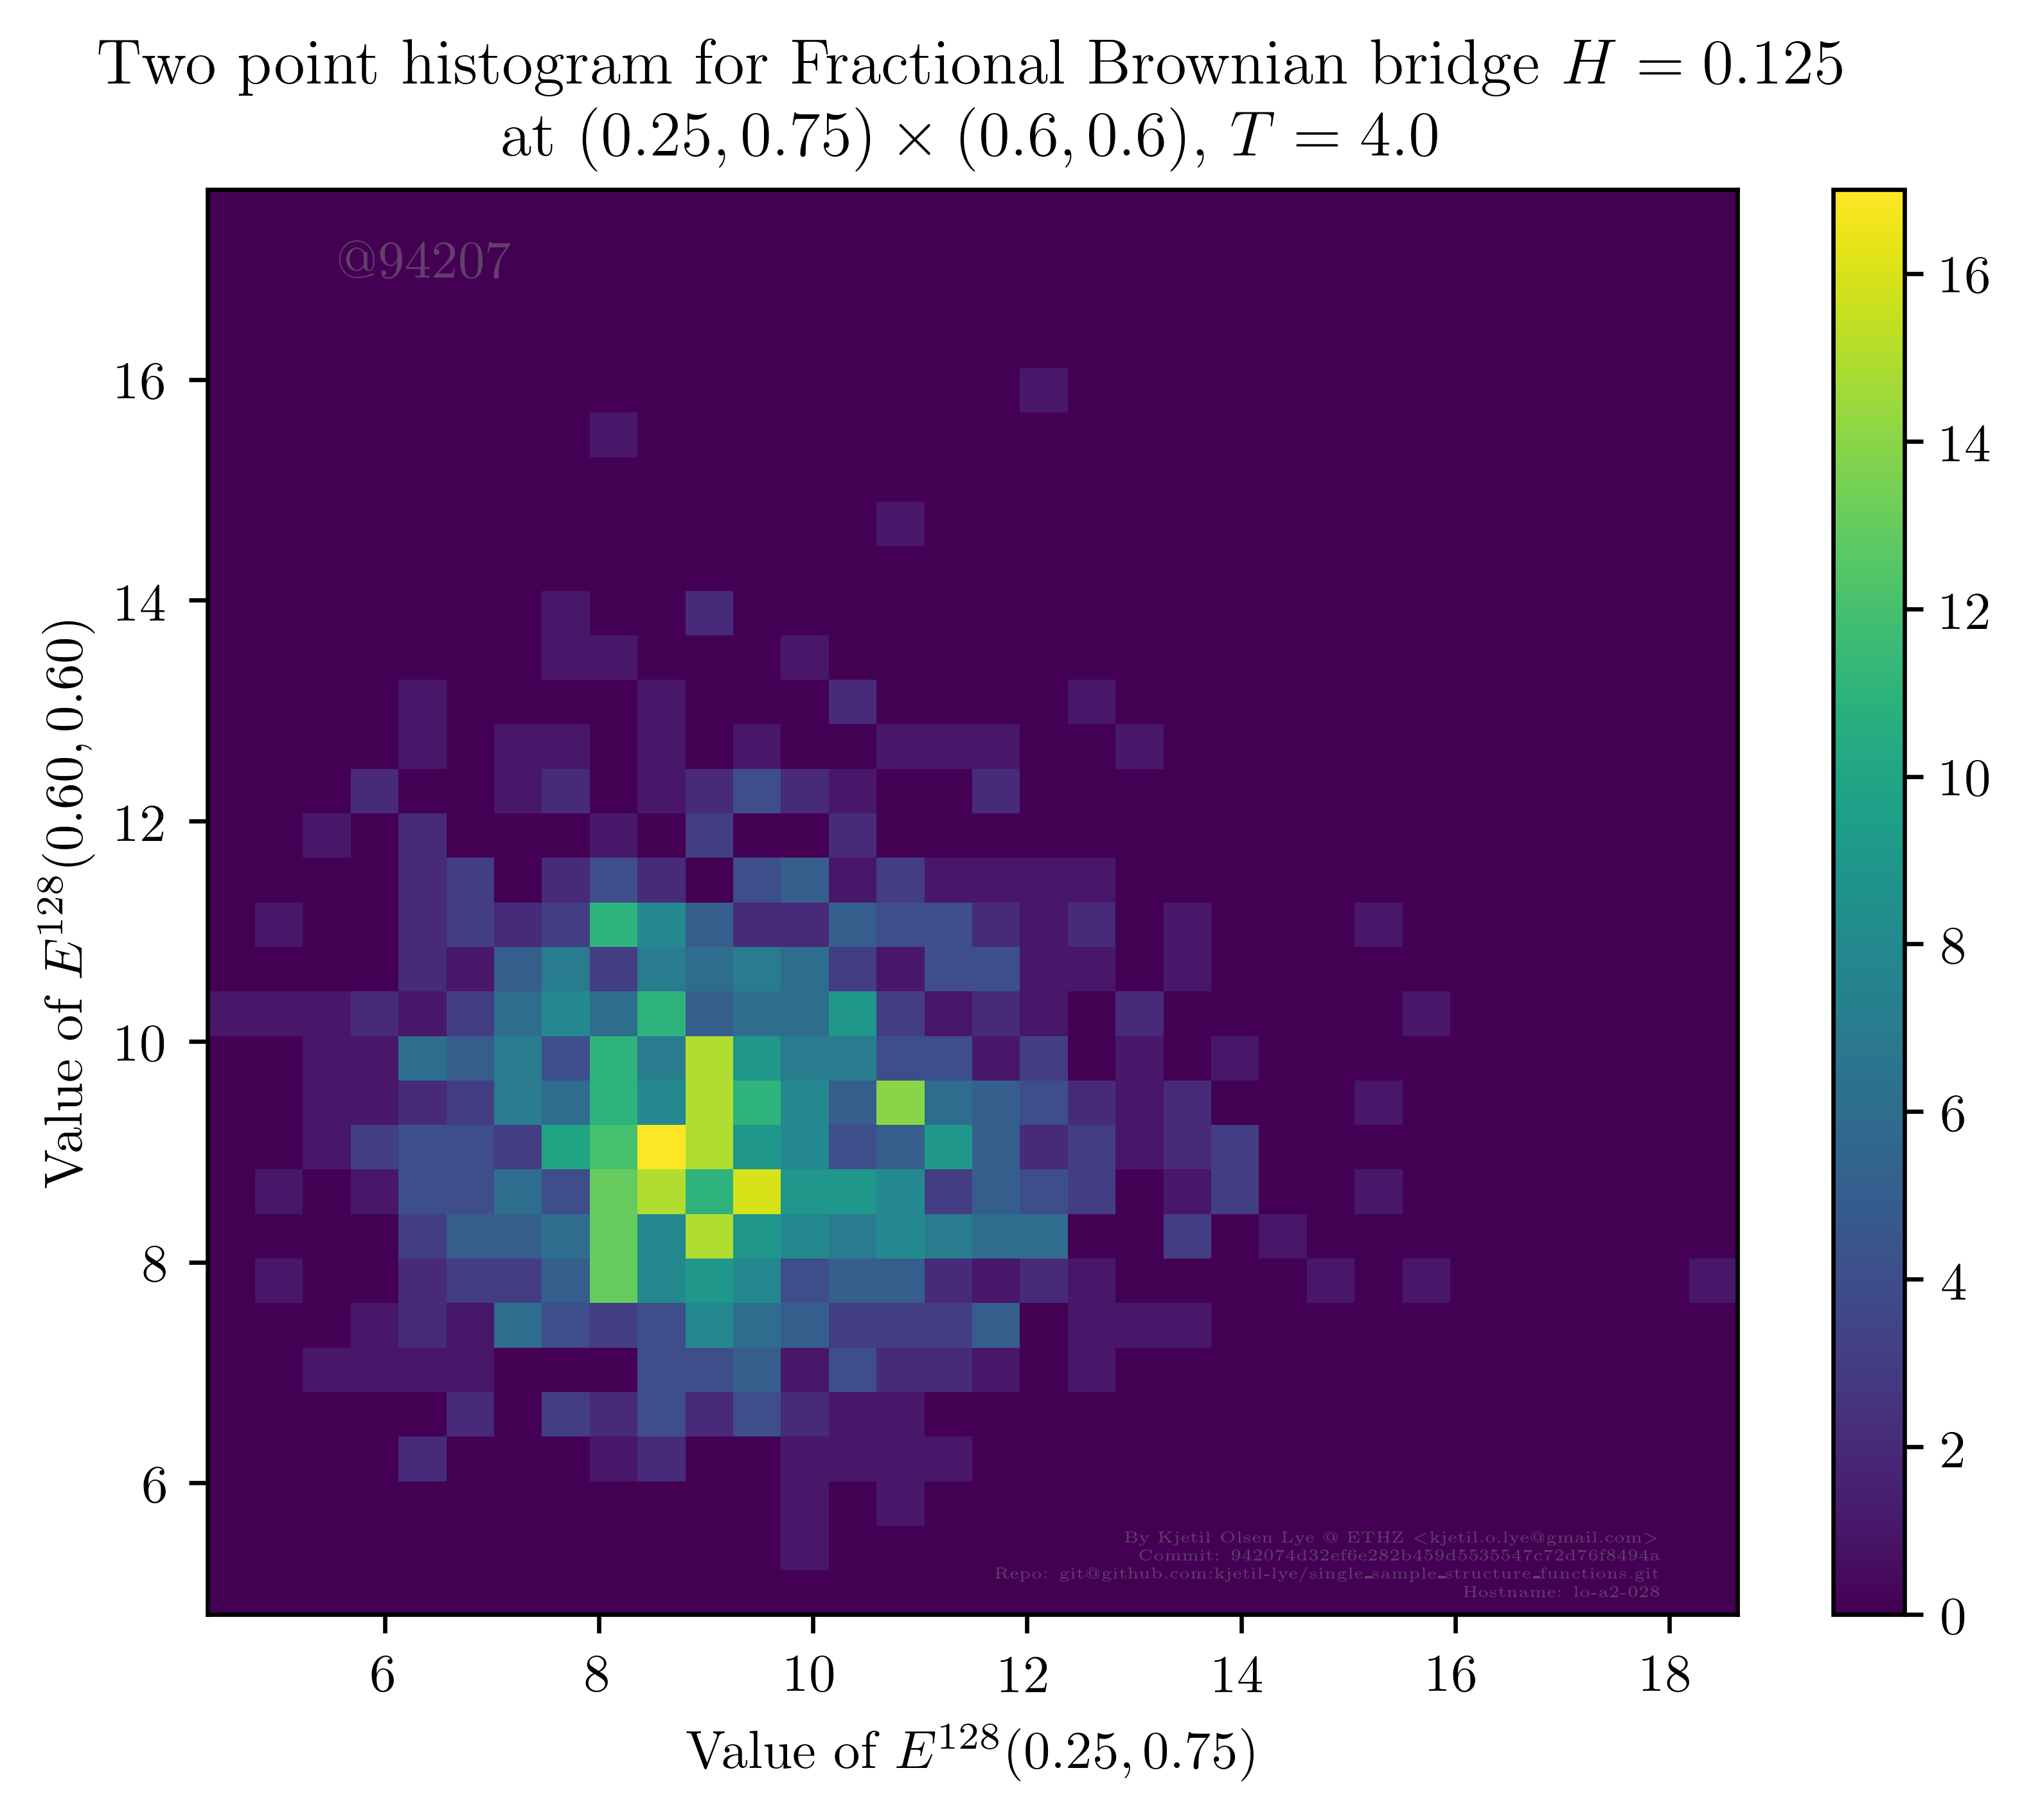 Two point histogram for Fractional Brownian bridge H = 0.125
at (0.25, 0.75) × (0.6, 0.6), T = 4.0
@94207
16
14
12
10
8
6
Value of E^128(0.60, 0.60)
6
8
10
12
14
16
18
Value of E^128(0.25, 0.75)
16
14
12
10
8
6
4
2
0
By Kjetil Olsen Lye @ ETHZ <kjetil.o.lye@gmail.com>
Commit: 942074d32ef6e282b459d5535547c72d76f8494a
Repo: git@github.com:kjetil-lye/single_sample_structure_functions.git
Hostname: lo-a2-028